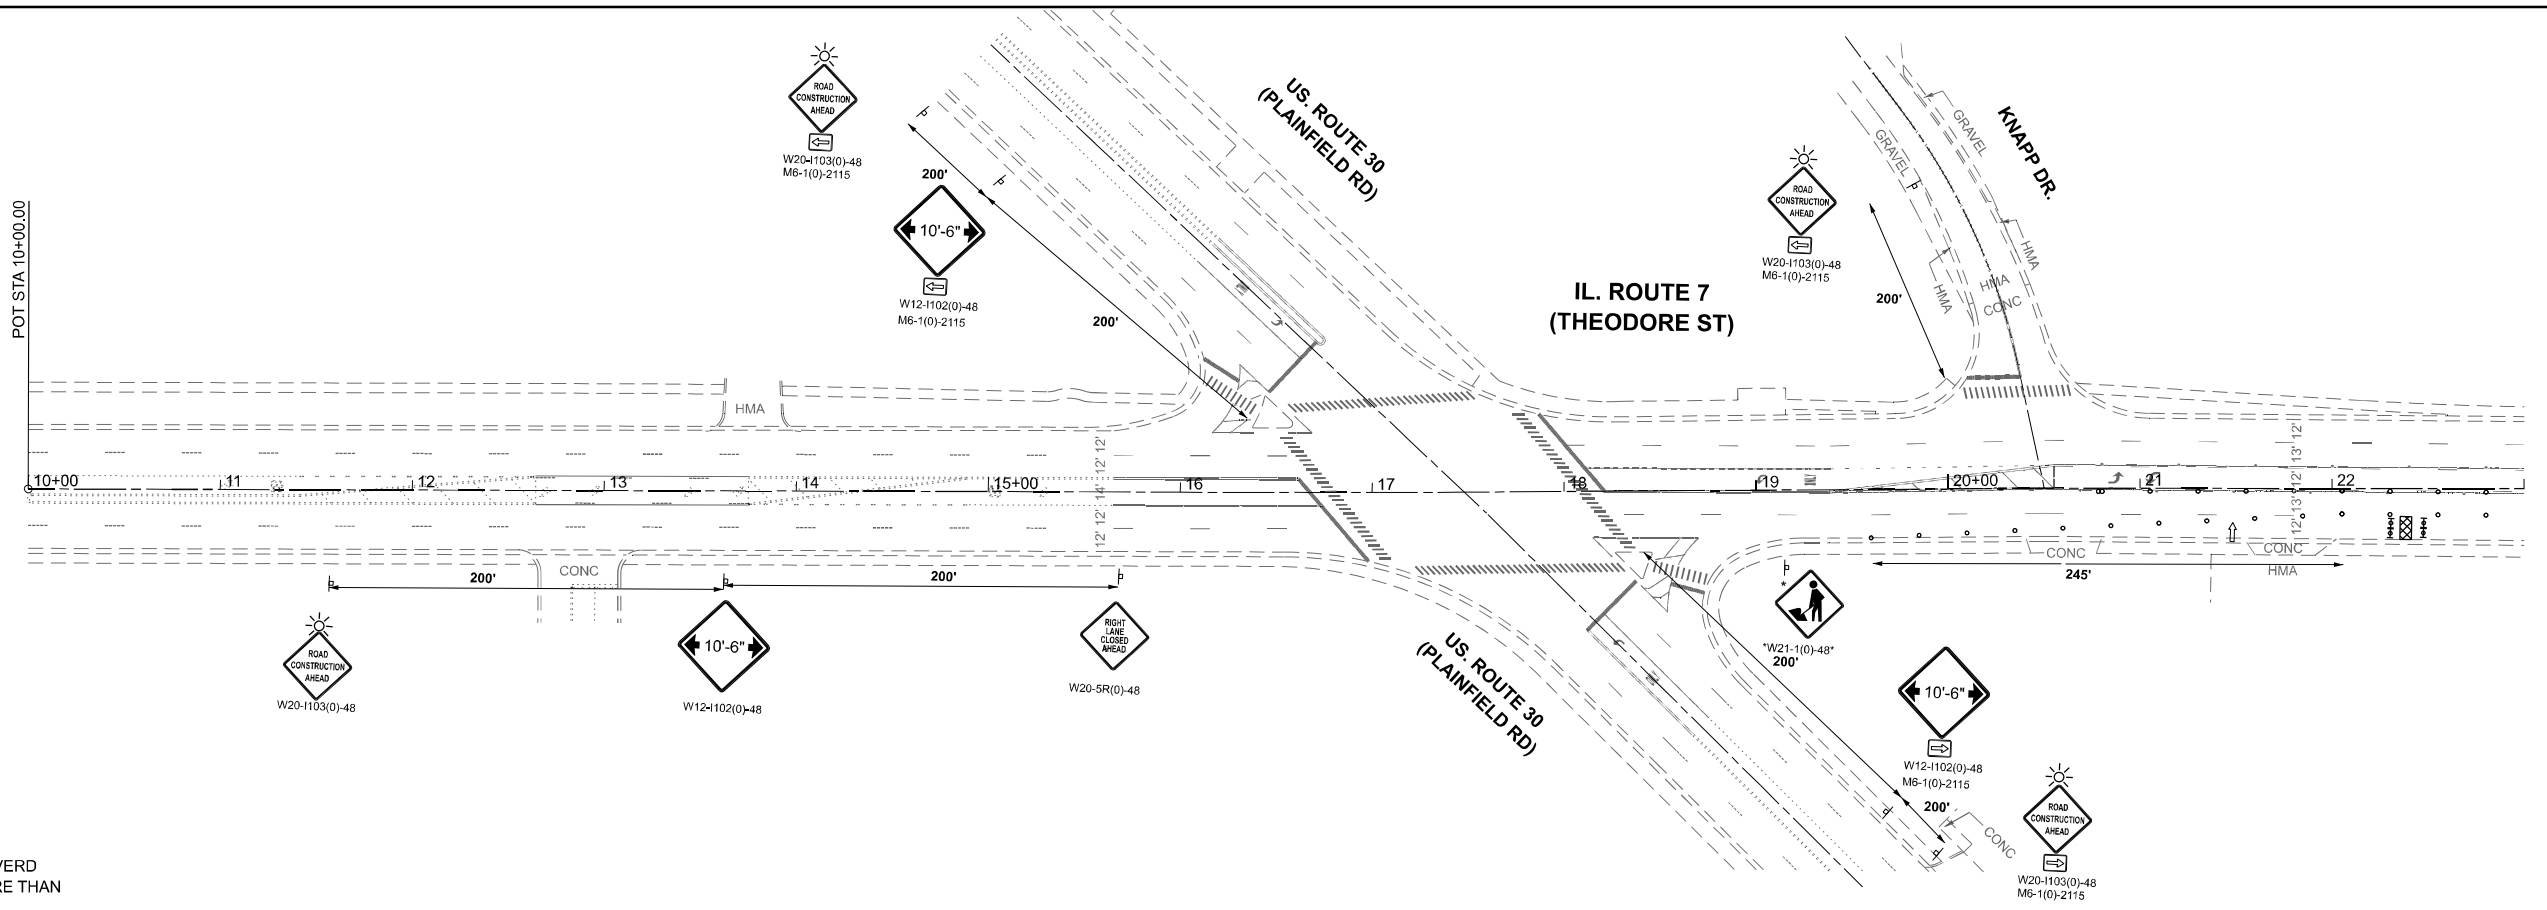 ROAD
CONSTRUCTION
AHEAD
W20-I103(0)-48
M6-1(0)-2115
200'
10'-6"
W12-I102(0)-48
M6-1(0)-2115
200'
US. ROUTE 30
(PLAINFIELD RD)
IL. ROUTE 7
(THEODORE ST)
ROAD
CONSTRUCTION
AHEAD
W20-I103(0)-48
M6-1(0)-2115
200'
KNAPP DR.
GRAVEL
GRAVEL
HMA
HMA
HMA
CONC
POT STA 10+00.00
HMA
12' 12' 14' 12' 12'
12' 13' 12' 13' 12'
10+00
11
12
13
14
15+00
16
17
18
19
20+00
21
22
CONC
CONC
CONC
HMA
245'
200'
200'
ROAD
CONSTRUCTION
AHEAD
W20-I103(0)-48
10'-6"
W12-I102(0)-48
RIGHT
LANE
CLOSED
AHEAD
W20-5R(0)-48
US. ROUTE 30
(PLAINFIELD RD)
*
*W21-1(0)-48*
200'
10'-6"
W12-I102(0)-48
M6-1(0)-2115
200'
CONC
ROAD
CONSTRUCTION
AHEAD
W20-I103(0)-48
M6-1(0)-2115
VERD
RE THAN